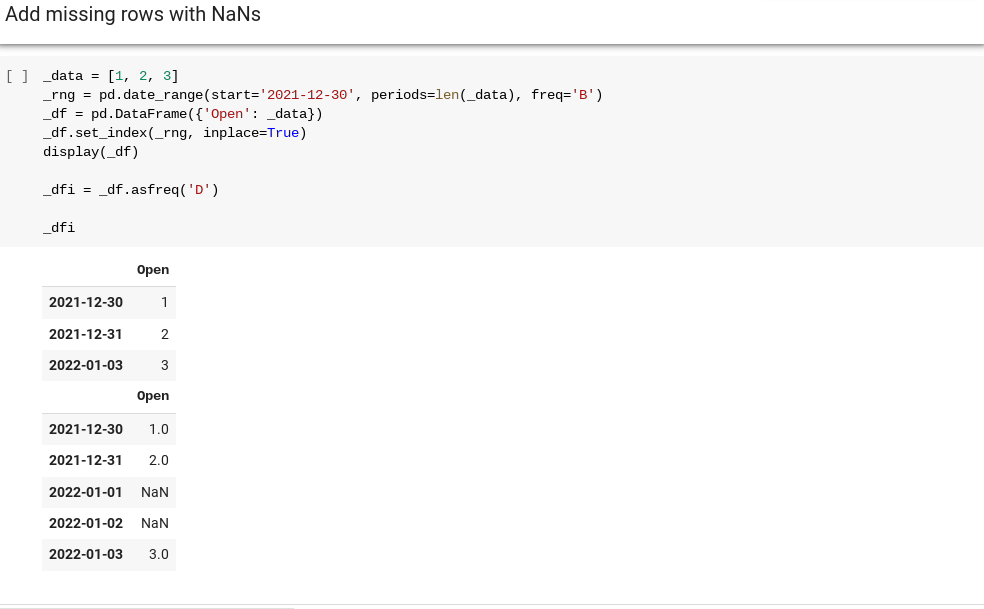 Add missing rows with NaNs
[ ] _data = [1, 2, 3]
_rng = pd.date_range(start='2021-12-30', periods=len(_data), freq='B')
_df = pd.DataFrame({'Open': _data})
_df.set_index(_rng, inplace=True)
display(_df)
_dfi = _df.asfreq('D')
_dfi
Open
2021-12-30 1
2021-12-31 2
2022-01-03 3
Open
2021-12-30 1.0
2021-12-31 2.0
2022-01-01 NaN
2022-01-02 NaN
2022-01-03 3.0